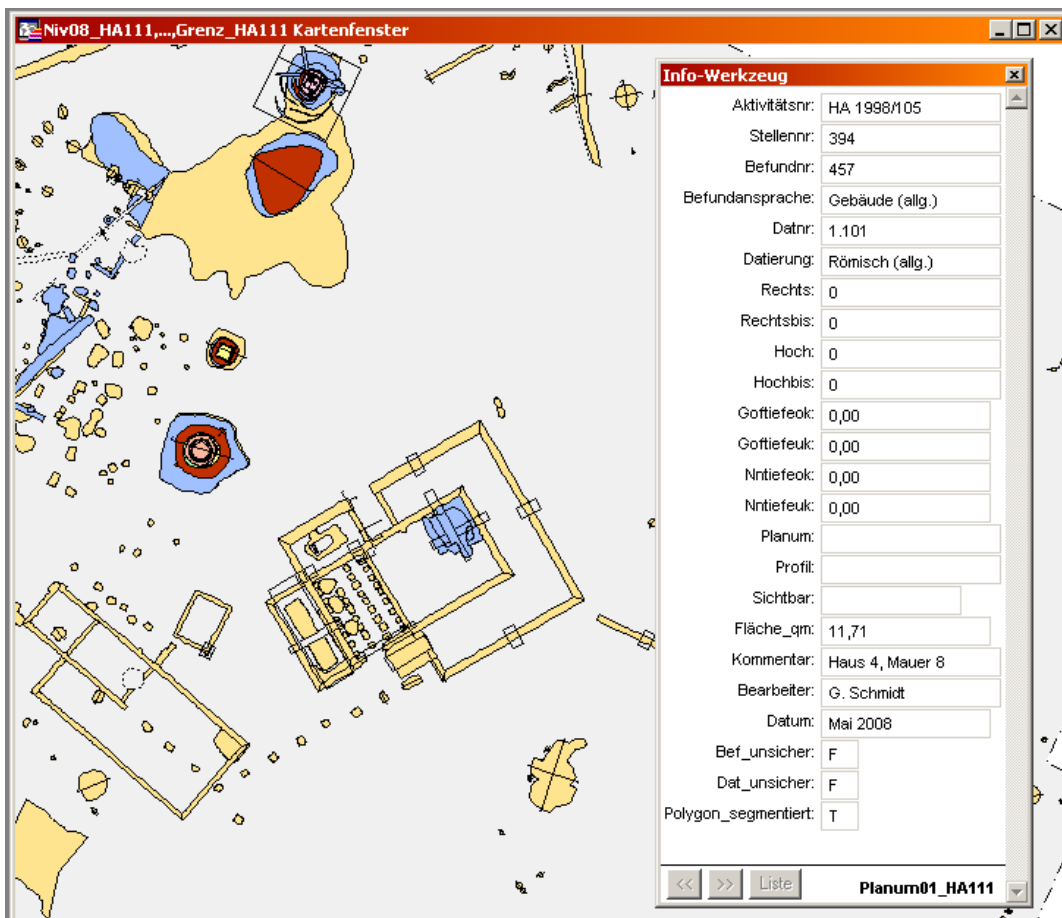 Niv08_HA111,...,Grenz_HA111 Kartenfenster
Info-Werkzeug
Aktivitätsnr: HA 1998/105
Stellennr: 394
Befundnr: 457
Befundansprache: Gebäude (allg.)
Datnr: 1.101
Datierung: Römisch (allg.)
Rechts: 0
Rechtsbis: 0
Hoch: 0
Hochbis: 0
Goftiefeok: 0,00
Goftiefeuk: 0,00
Nntiefeok: 0,00
Nntiefeuk: 0,00
Planum:
Profil:
Sichtbar:
Fläche_qm: 11,71
Kommentar: Haus 4, Mauer 8
Bearbeiter: G. Schmidt
Datum: Mai 2008
Bef_unsicher: F
Dat_unsicher: F
Polygon_segmentiert: T
<< >> Liste Planum01_HA111